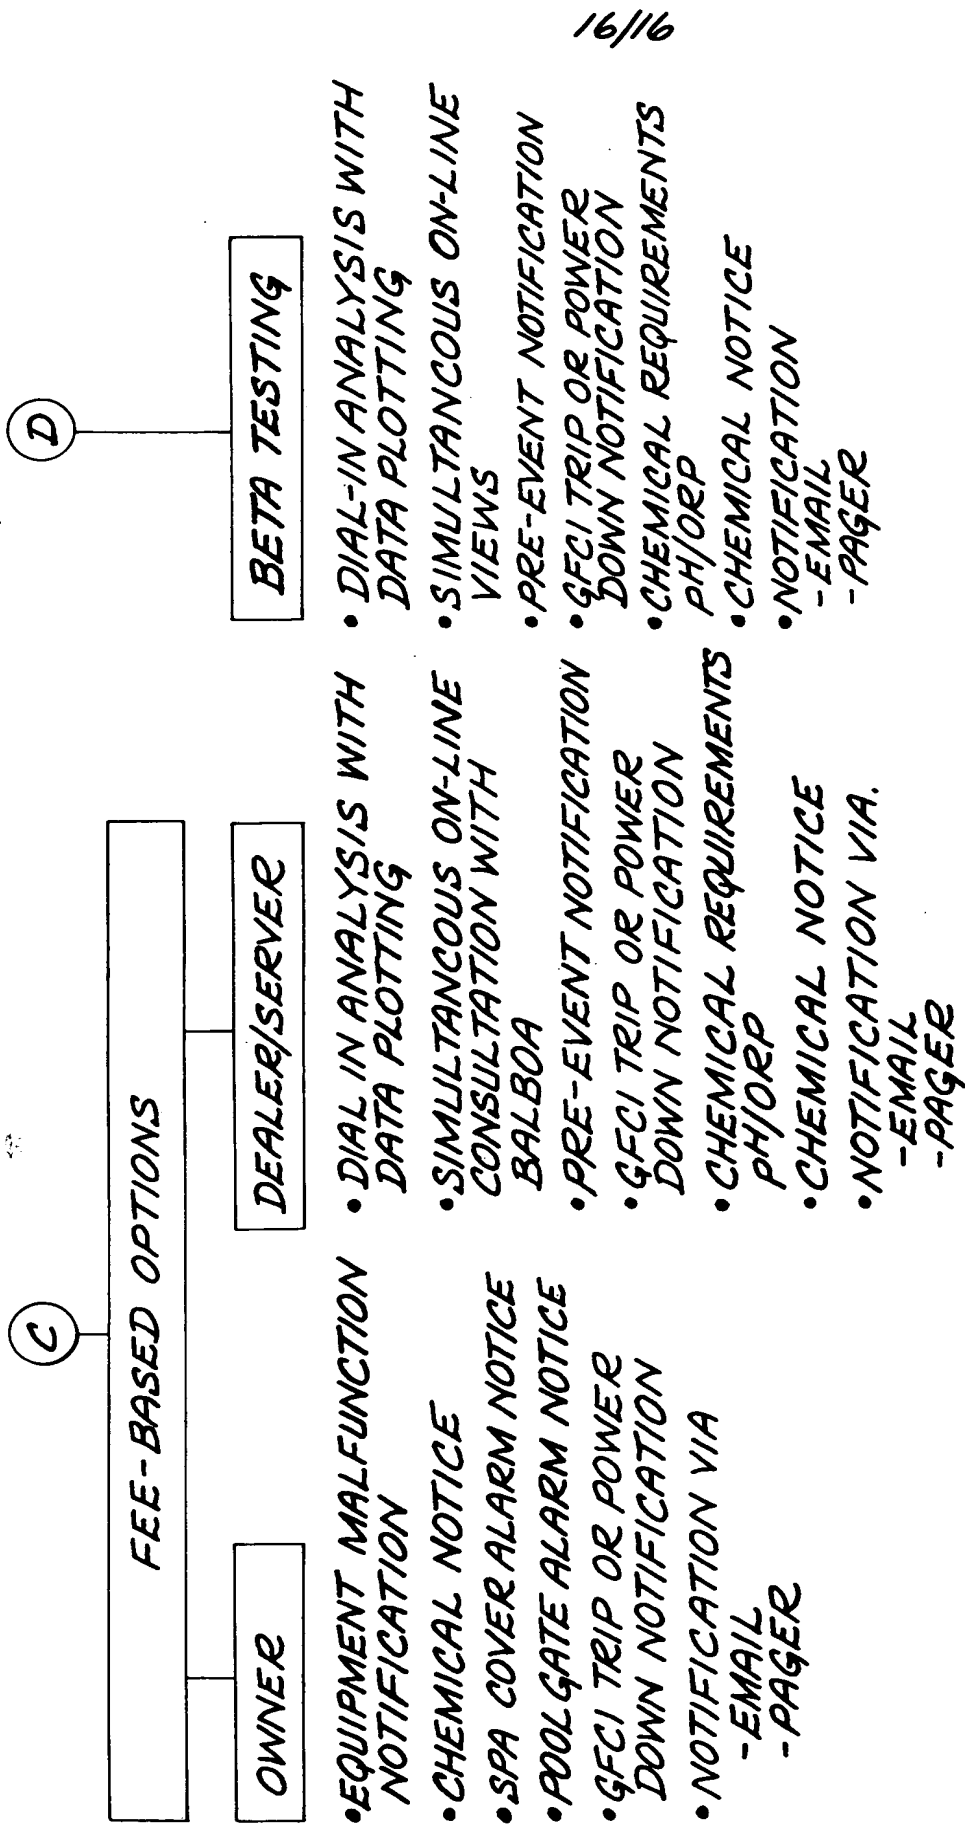 16/16
C
FEE-BASED OPTIONS
OWNER
•EQUIPMENT MALFUNCTION
NOTIFICATION
•CHEMICAL NOTICE
•SPA COVER ALARM NOTICE
•POOL GATE ALARM NOTICE
•GFCI TRIP OR POWER
DOWN NOTIFICATION
•NOTIFICATION VIA
-EMAIL
-PAGER
DEALER/SERVER
•DIAL IN ANALYSIS WITH
DATA PLOTTING
•SIMULTANCOUS ON-LINE
CONSULTATION WITH
BALBOA
•PRE-EVENT NOTIFICATION
•GFCI TRIP OR POWER
DOWN NOTIFICATION
•CHEMICAL REQUIREMENTS
PH/ORP
•CHEMICAL NOTICE
•NOTIFICATION VIA.
-EMAIL
-PAGER
D
BETA TESTING
•DIAL-IN ANALYSIS WITH
DATA PLOTTING
•SIMULTANCOUS ON-LINE
VIEWS
•PRE-EVENT NOTIFICATION
•GFCI TRIP OR POWER
DOWN NOTIFICATION
•CHEMICAL REQUIREMENTS
PH/ORP
•CHEMICAL NOTICE
•NOTIFICATION
-EMAIL
-PAGER